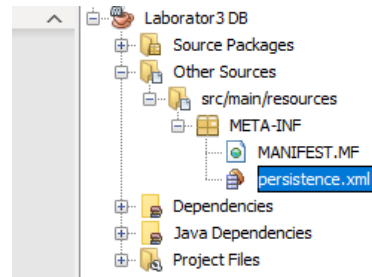 Laborator3 DB
Source Packages
Other Sources
src/main/resources
META-INF
MANIFEST.MF
persistence.xml
Dependencies
Java Dependencies
Project Files